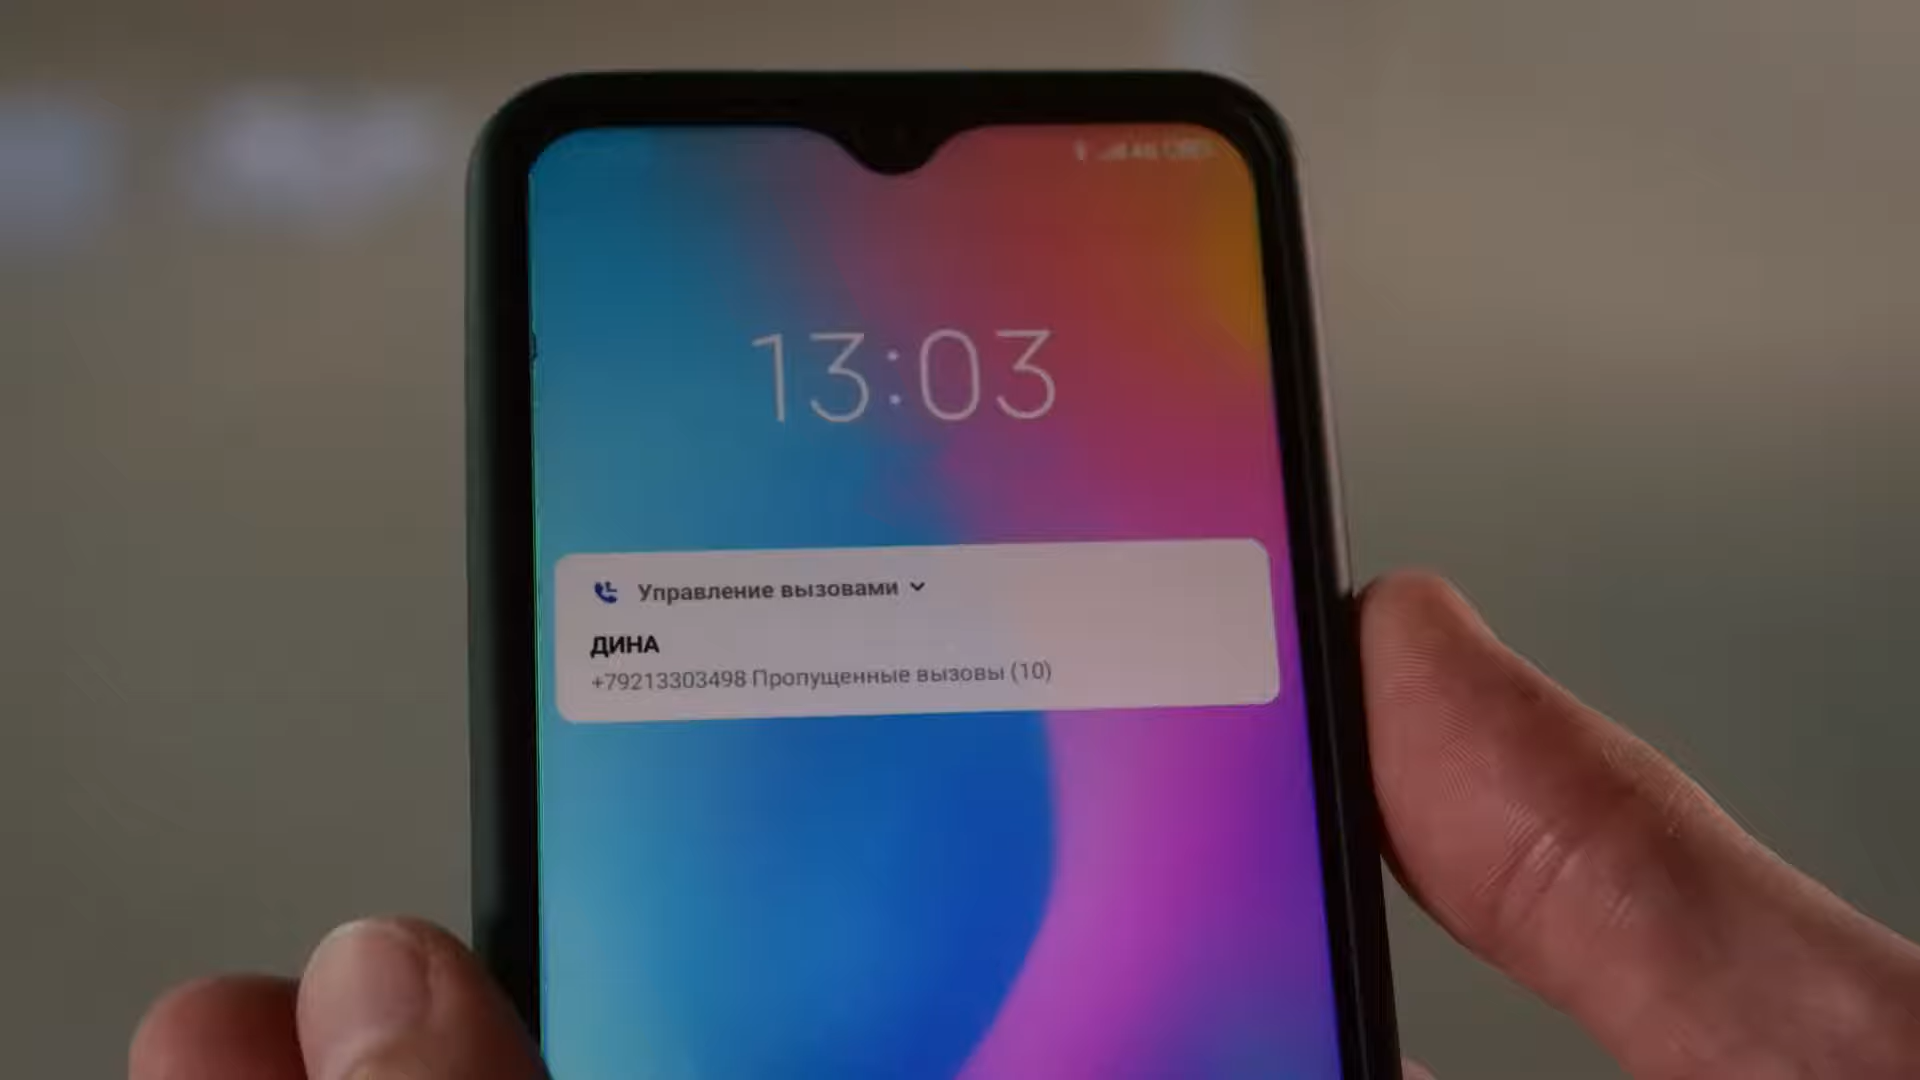 13:03
Управление вызовами
ДИНА
+79213303498 Пропущенные вызовы (10)